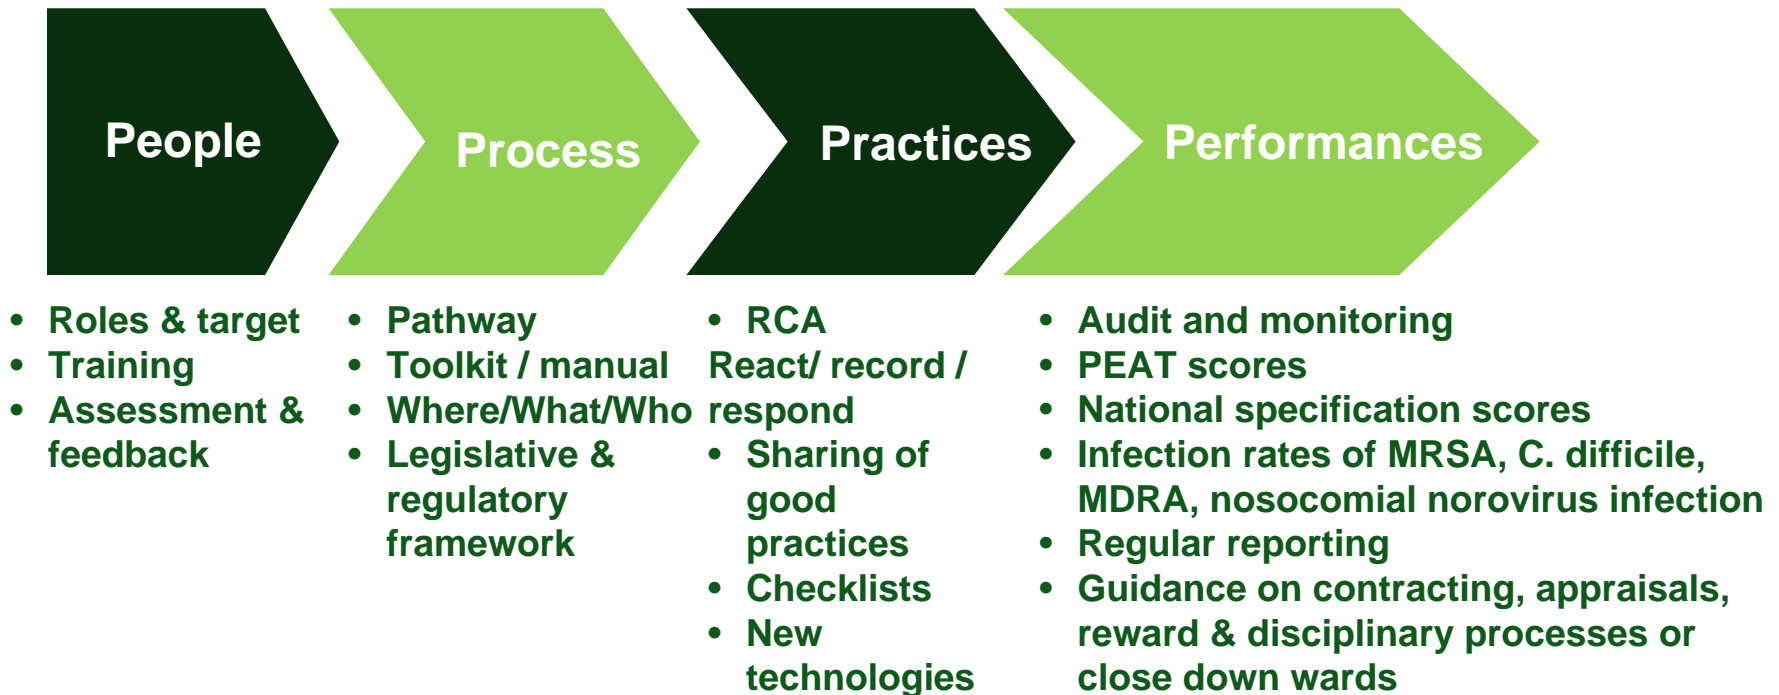 People
Process
Practices
Performances
• Roles & target
• Training
• Assessment &
feedback
• Pathway
• Toolkit / manual
• Where/What/Who
• Legislative &
regulatory
framework
• RCA
React/ record /
respond
• Sharing of
good
practices
• Checklists
• New
technologies
• Audit and monitoring
• PEAT scores
• National specification scores
• Infection rates of MRSA, C. difficile,
MDRA, nosocomial norovirus infection
• Regular reporting
• Guidance on contracting, appraisals,
reward & disciplinary processes or
close down wards